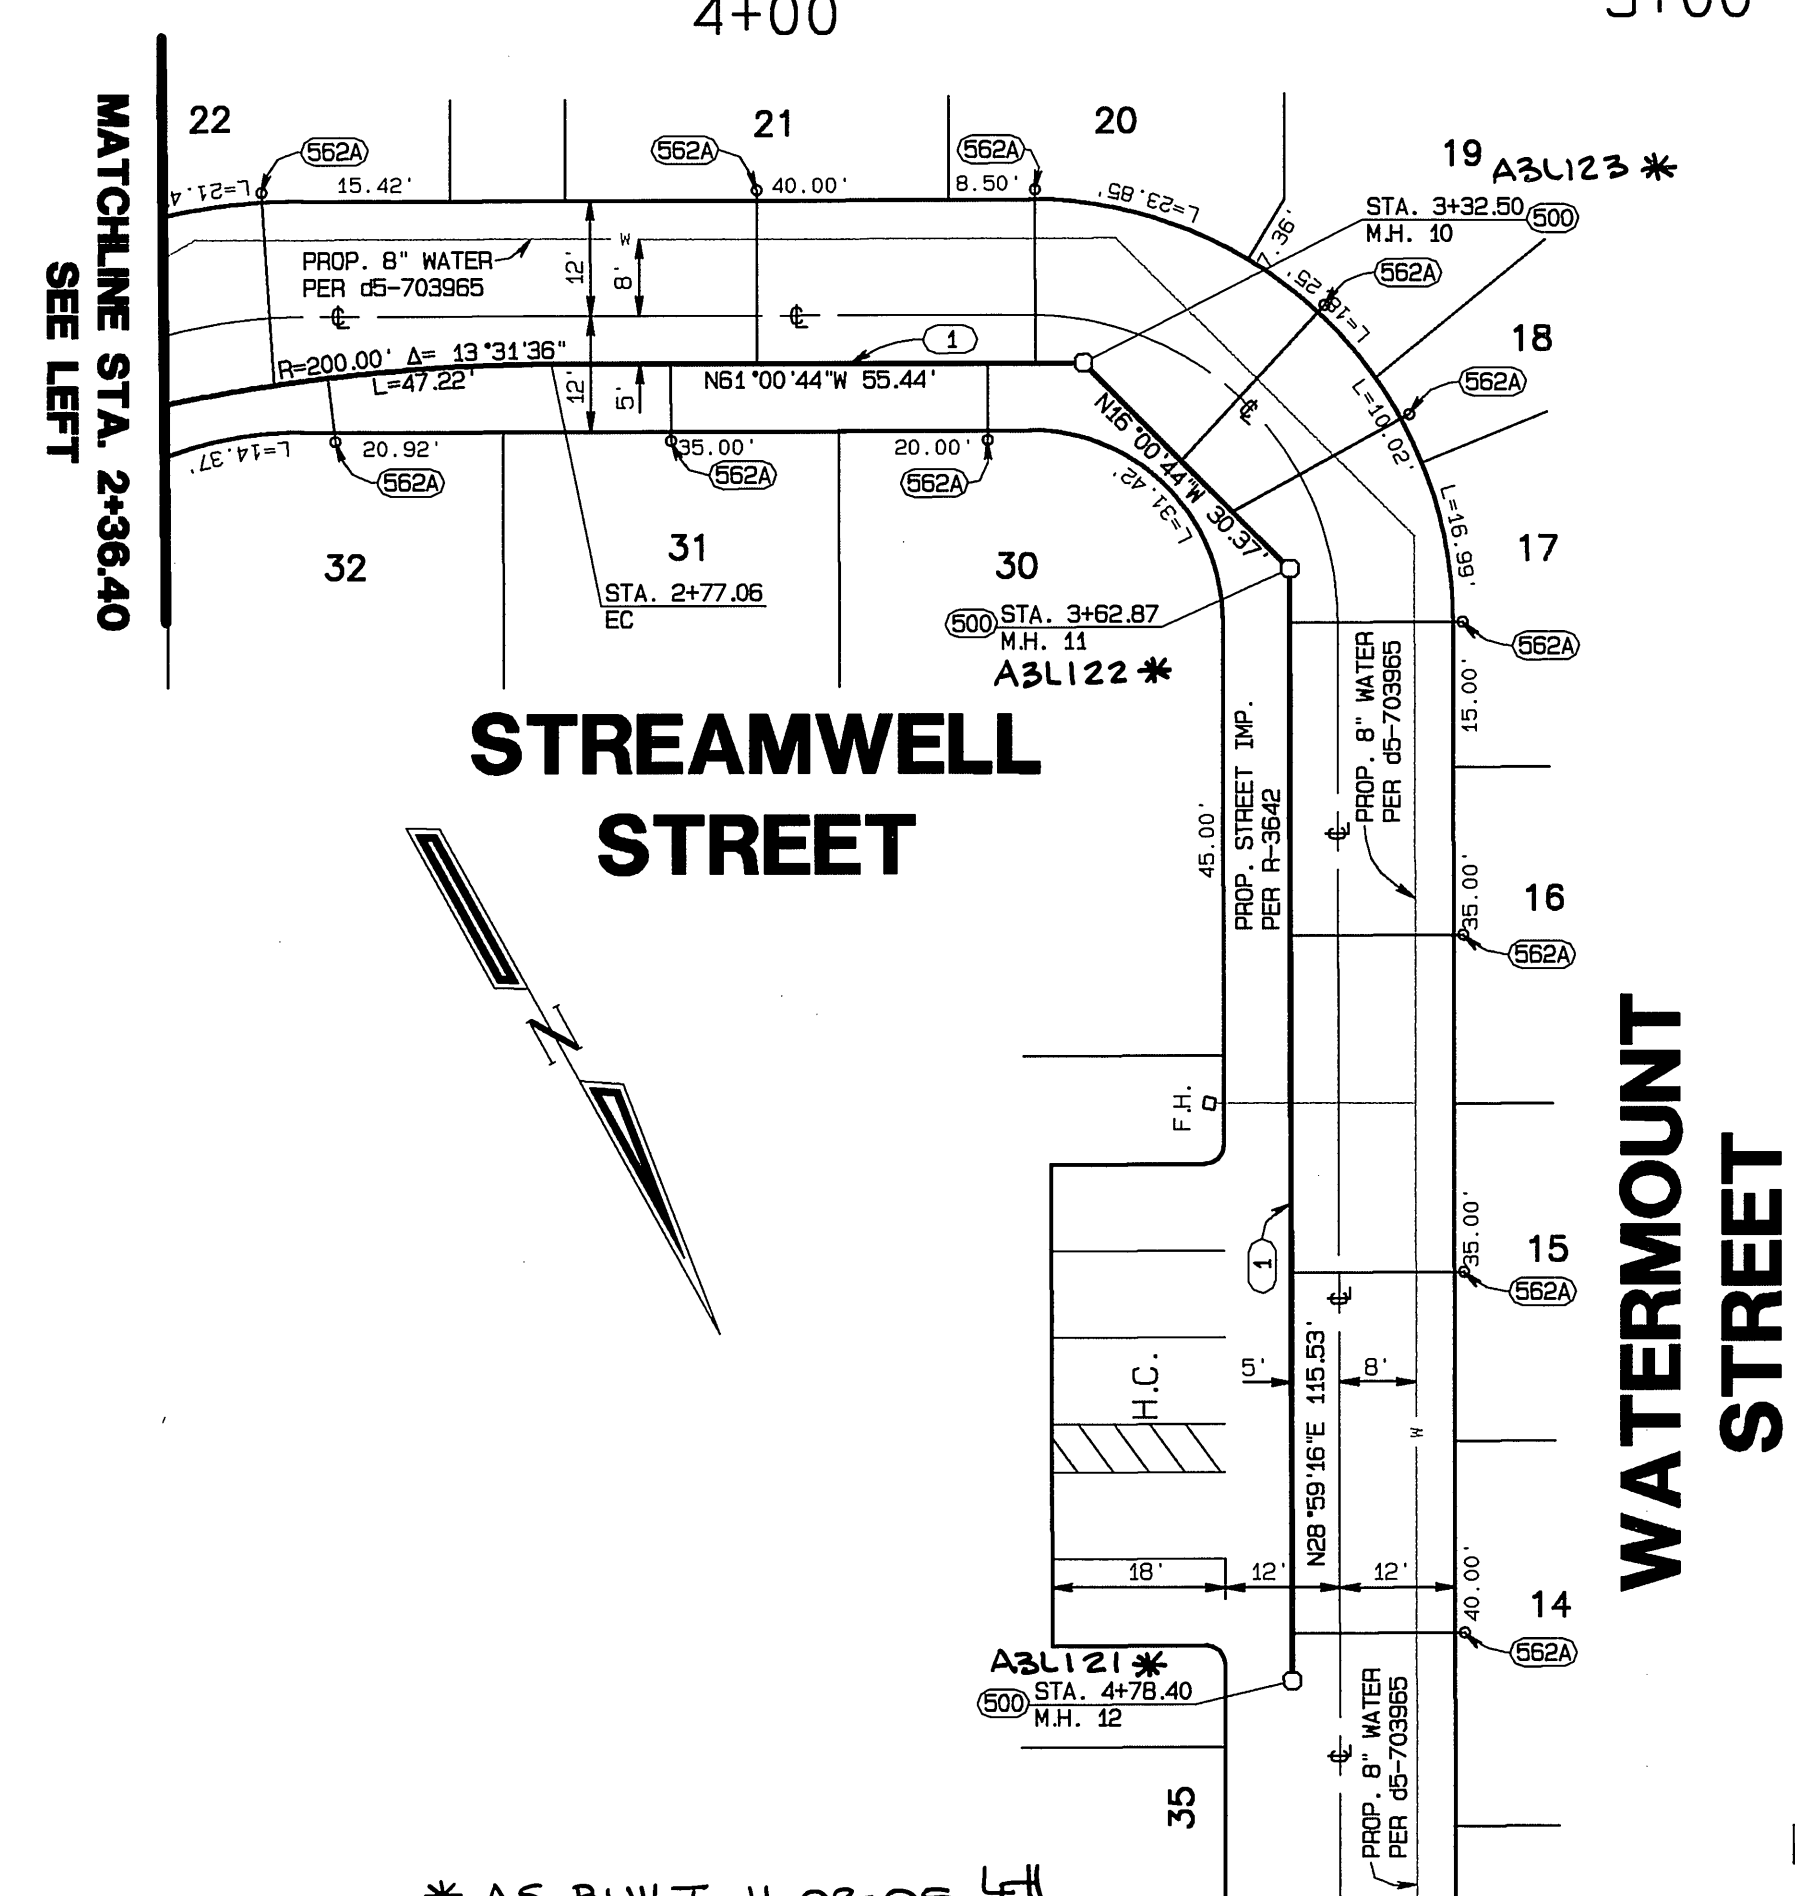 4+00
5+00
MATCHLINE STA. 2+36.40
SEE LEFT
22
21
20
19
A3L123 *
562A
562A
562A
15.42'
40.00'
8.50'
L=21.4
L=23.85'
7.36'
STA. 3+32.50
M.H. 10
500
562A
L=18.25'
PROP. 8" WATER
PER d5-703965
W
12'
8'
℄
℄
1
18
562A
R=200.00' Δ= 13°31'36"
L=47.22'
12'
5'
N61°00'44"W 55.44'
N16°00'44"W 30.37'
℄
L=10.02'
L=14.37'
20.92'
35.00'
20.00'
562A
562A
562A
L=31.42'
L=16.99'
32
31
30
17
STA. 2+77.06
EC
500
STA. 3+62.87
M.H. 11
A3L122 *
562A
15.00'
STREAMWELL
STREET
PROP. STREET IMP.
PER R-3642
45.00'
PROP. 8" WATER
PER d5-703965
℄
35.00'
16
562A
N
F.H.
WATERMOUNT
STREET
1
35.00'
15
562A
℄
H.C.
5'
8'
N28°59'16"E 115.53'
W
18'
12'
12'
40.00'
14
562A
A3L121 *
500
STA. 4+78.40
M.H. 12
℄
PROP. 8" WATER
PER d5-703965
35
* AS BUILT